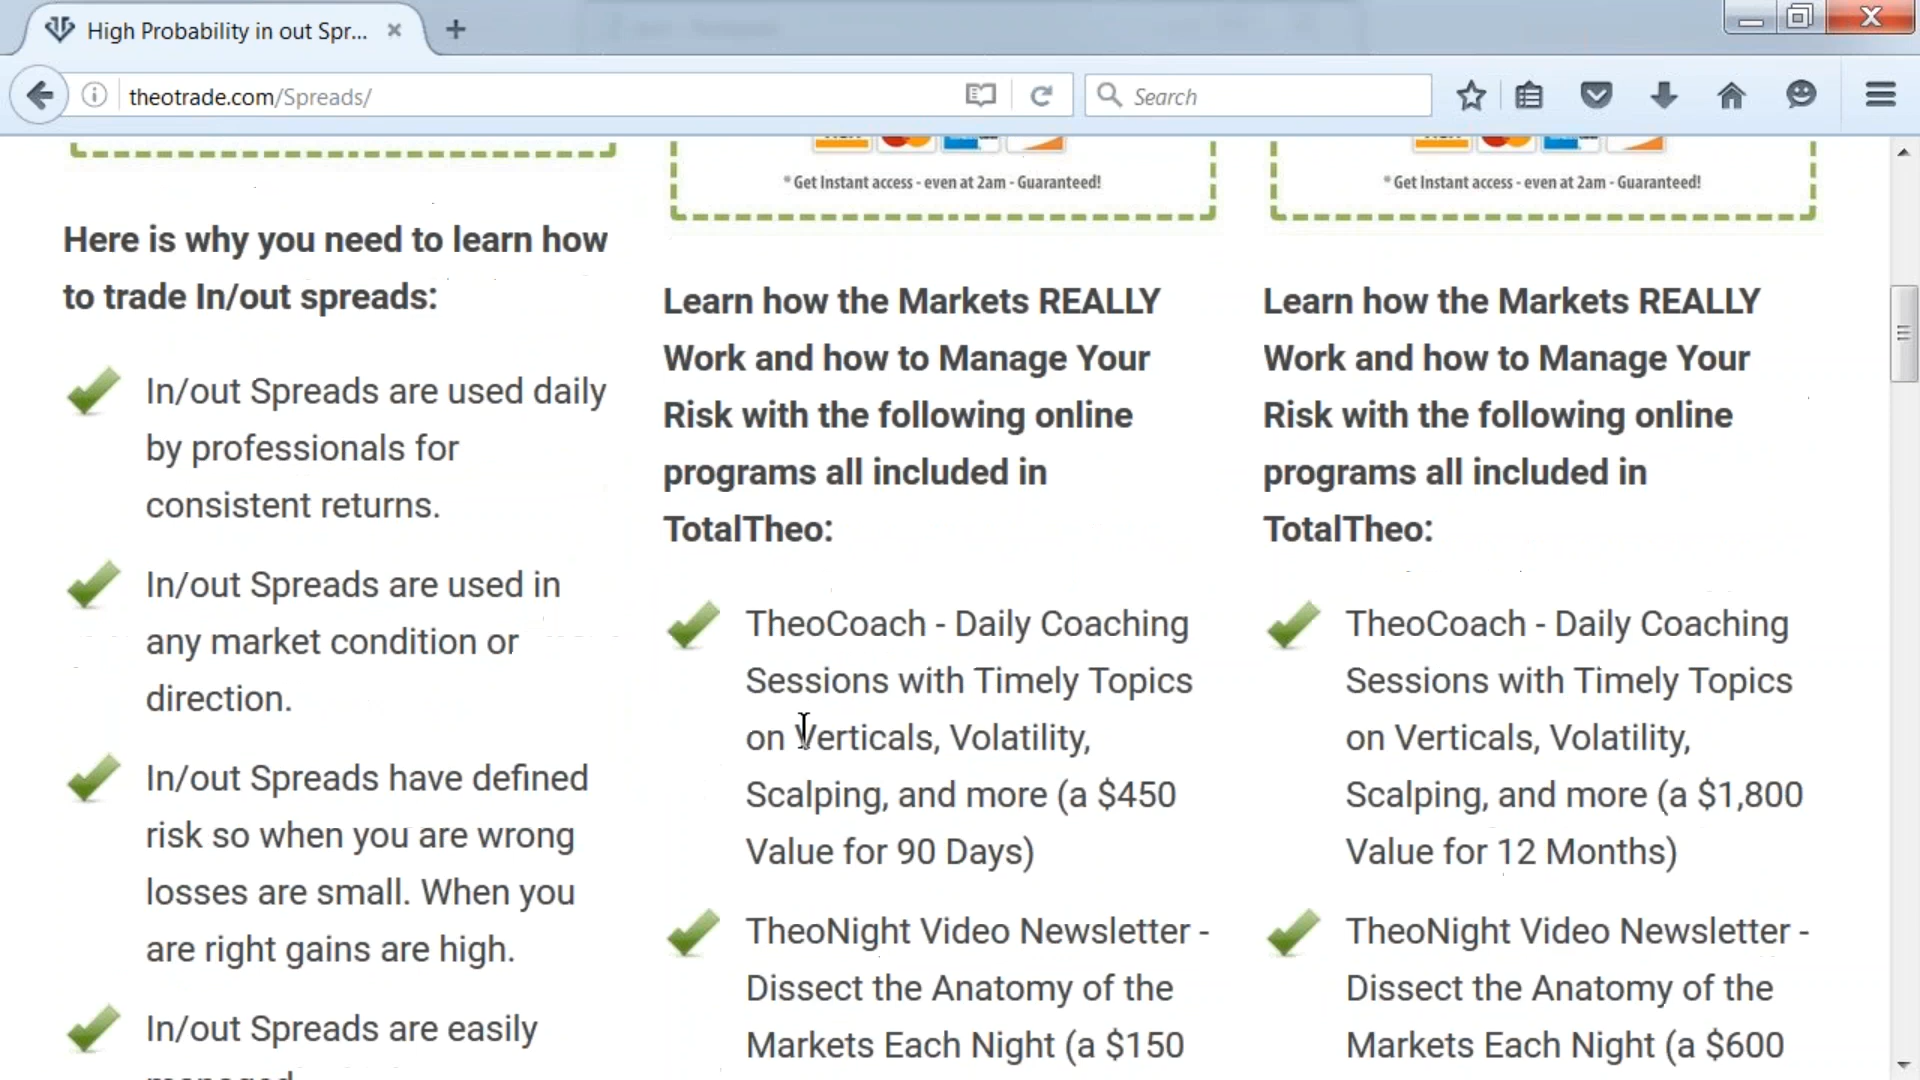 High Probability in out Spr...
theotrade.com/Spreads/
Search
Here is why you need to learn how
to trade In/out spreads:
In/out Spreads are used daily
by professionals for
consistent returns.
In/out Spreads are used in
any market condition or
direction.
In/out Spreads have defined
risk so when you are wrong
losses are small. When you
are right gains are high.
In/out Spreads are easily
managed
* Get Instant access - even at 2am - Guaranteed!
Learn how the Markets REALLY
Work and how to Manage Your
Risk with the following online
programs all included in
TotalTheo:
TheoCoach - Daily Coaching
Sessions with Timely Topics
on Verticals, Volatility,
Scalping, and more (a $450
Value for 90 Days)
TheoNight Video Newsletter -
Dissect the Anatomy of the
Markets Each Night (a $150
* Get Instant access - even at 2am - Guaranteed!
Learn how the Markets REALLY
Work and how to Manage Your
Risk with the following online
programs all included in
TotalTheo:
TheoCoach - Daily Coaching
Sessions with Timely Topics
on Verticals, Volatility,
Scalping, and more (a $1,800
Value for 12 Months)
TheoNight Video Newsletter -
Dissect the Anatomy of the
Markets Each Night (a $600